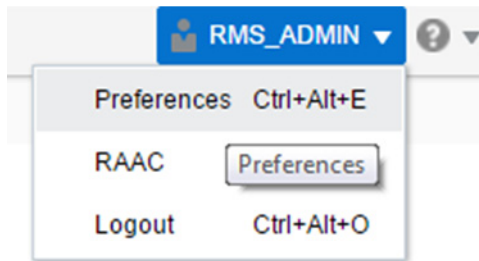 RMS_ADMIN
Preferences Ctrl+Alt+E
RAAC
Preferences
Logout Ctrl+Alt+O